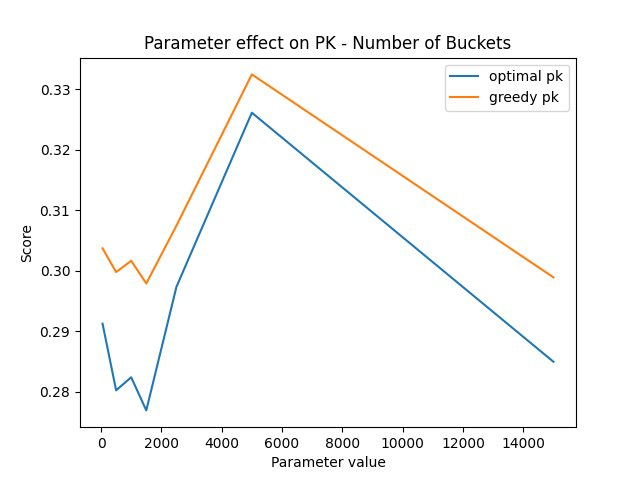 Parameter effect on PK - Number of Buckets
optimal pk
greedy pk
0.33
0.32
0.31
0.30
0.29
0.28
Score
0 2000 4000 6000 8000 10000 12000 14000
Parameter value